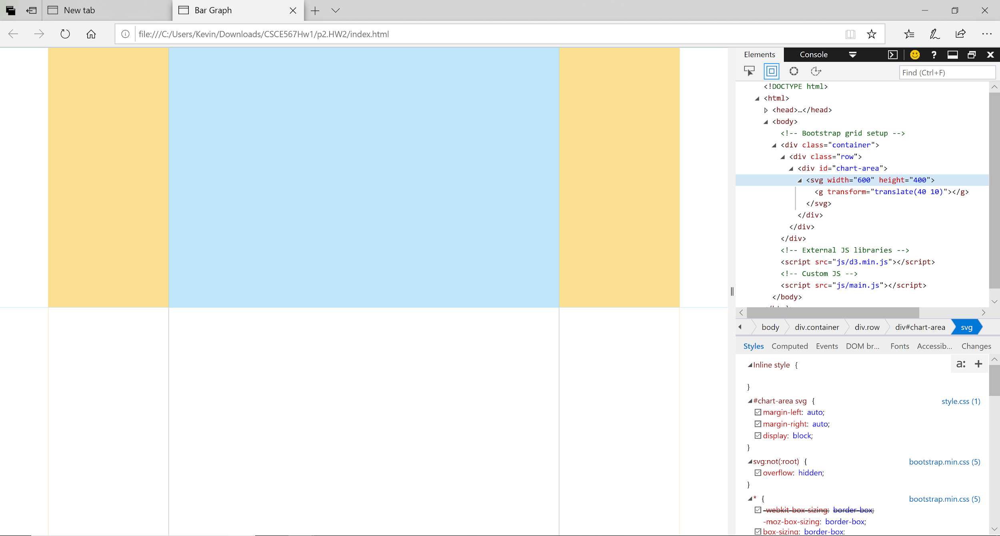 New tab
Bar Graph
file:///C:/Users/Kevin/Downloads/CSCE567Hw1/p2.HW2/index.html
Elements Console ?
Find (Ctrl+F)
<!DOCTYPE html>
<html>
<head>…</head>
<body>
<!-- Bootstrap grid setup -->
<div class="container">
<div class="row">
<div id="chart-area">
<svg width="600" height="400">
<g transform="translate(40 10)"></g>
</svg>
</div>
</div>
</div>
<!-- External JS libraries -->
<script src="js/d3.min.js"></script>
<!-- Custom JS -->
<script src="js/main.js"></script>
</body>
body div.container div.row div#chart-area svg
Styles Computed Events DOM br... Fonts Accessib... Changes
a: +
Inline style {
}
#chart-area svg { style.css (1)
margin-left: auto;
margin-right: auto;
display: block;
}
svg:not(:root) { bootstrap.min.css (5)
overflow: hidden;
}
* { bootstrap.min.css (5)
-webkit-box-sizing: border-box;
-moz-box-sizing: border-box;
box-sizing: border-box;